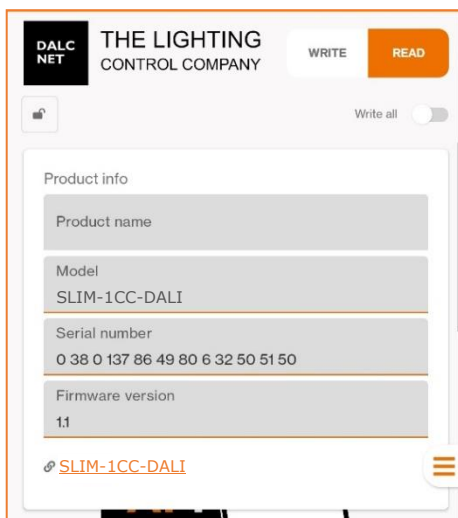 DALC
NET
THE LIGHTING
CONTROL COMPANY
WRITE
READ
Write all
Product info
Product name
Model
SLIM-1CC-DALI
Serial number
0 38 0 137 86 49 80 6 32 50 51 50
Firmware version
1.1
SLIM-1CC-DALI